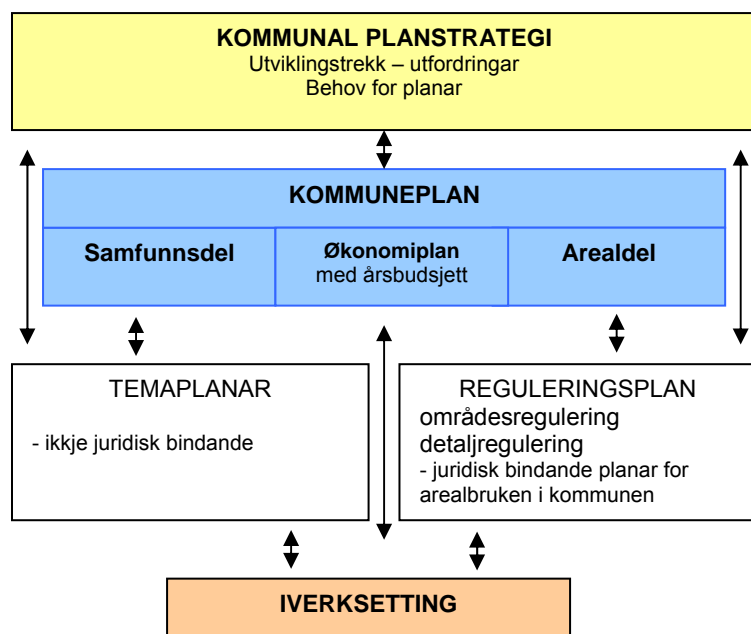 KOMMUNAL PLANSTRATEGI
Utviklingstrekk – utfordringar
Behov for planar
KOMMUNEPLAN
Samfunnsdel
Økonomiplan
med årsbudsjett
Arealdel
TEMAPLANAR
- ikkje juridisk bindande
REGULERINGSPLAN
områdesregulering
detaljregulering
- juridisk bindande planar for
arealbruken i kommunen
IVERKSETTING